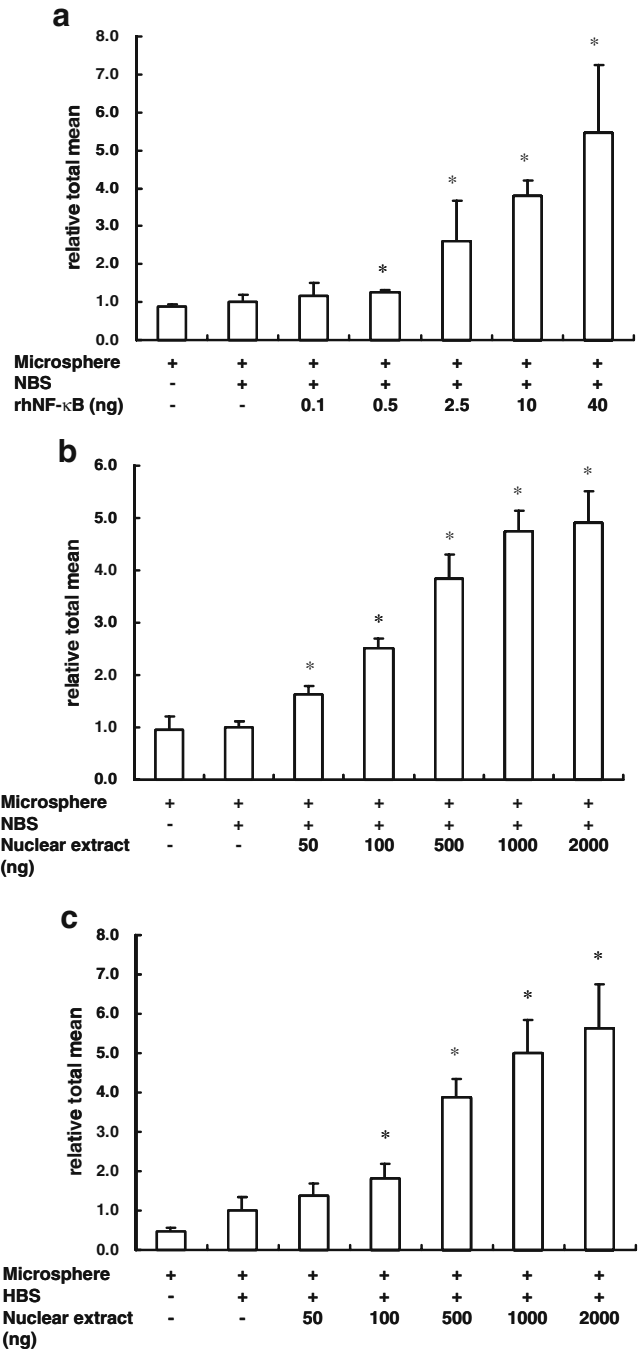 a
8.0
*
7.0
6.0
5.0
*
*
4.0
3.0
*
2.0
1.0
0.0
relative total mean
Microsphere + + + + + + +
NBS - + + + + + +
rhNF-κB (ng) - - 0.1 0.5 2.5 10 40
b
6.0
*
*
5.0
*
4.0
*
3.0
*
2.0
1.0
0.0
relative total mean
Microsphere + + + + + + +
NBS - + + + + + +
Nuclear extract - - 50 100 500 1000 2000
(ng)
c
8.0
*
7.0
*
6.0
*
5.0
4.0
*
3.0
2.0
1.0
0.0
relative total mean
Microsphere + + + + + + +
HBS - + + + + + +
Nuclear extract - - 50 100 500 1000 2000
(ng)